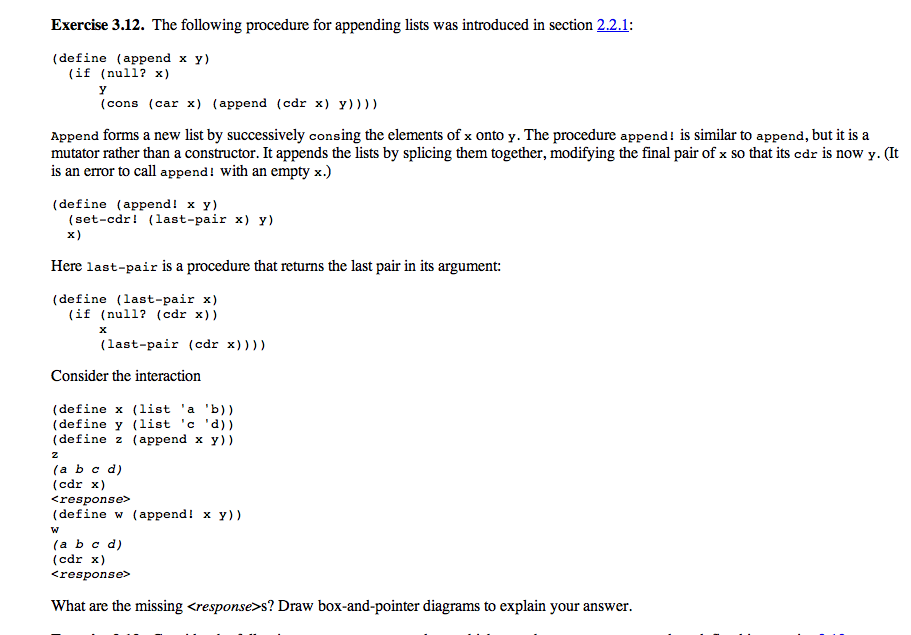 Exercise 3.12. The following procedure for appending lists was introduced in section 2.2.1:
(define (append x y)
(if (null? x)
y
(cons (car x) (append (cdr x) y))))
Append forms a new list by successively consing the elements of x onto y. The procedure append! is similar to append, but it is a
mutator rather than a constructor. It appends the lists by splicing them together, modifying the final pair of x so that its cdr is now y. (It
is an error to call append! with an empty x.)
(define (append! x y)
(set-cdr! (last-pair x) y)
x)
Here last-pair is a procedure that returns the last pair in its argument:
(define (last-pair x)
(if (null? (cdr x))
x
(last-pair (cdr x))))
Consider the interaction
(define x (list 'a 'b))
(define y (list 'c 'd))
(define z (append x y))
z
(a b c d)
(cdr x)
<response>
(define w (append! x y))
w
(a b c d)
(cdr x)
<response>
What are the missing <response>s? Draw box-and-pointer diagrams to explain your answer.